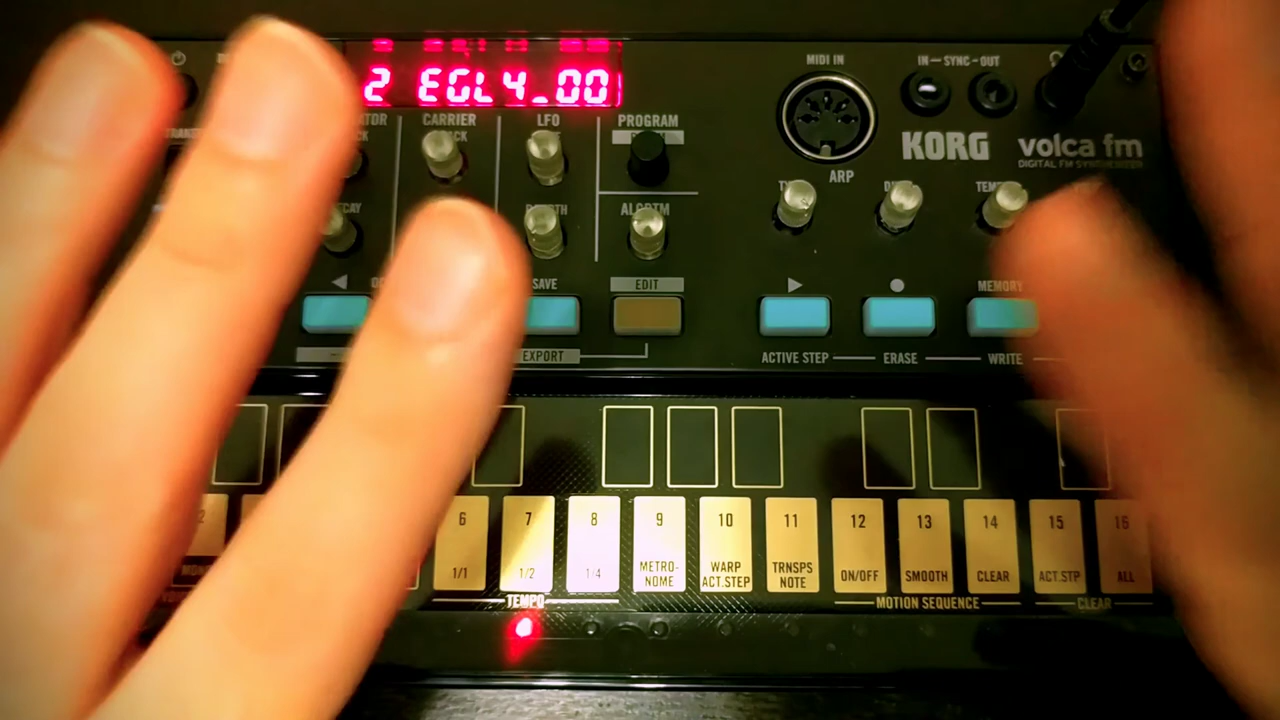 2 EGL4_00
MIDI IN
IN—SYNC—OUT
CARRIER
LFO
PROGRAM
KORG
volca fm
DIGITAL FM SYNTHESIZER
ARP
ALGRTM
SAVE
EDIT
MEMORY
EXPORT
ACTIVE STEP
ERASE
WRITE
6 7 8 9 10 11 12 13 14 15 16
1/1 1/2 1/4 METRO-NOME WARP ACT.STEP TRNSPS NOTE ON/OFF SMOOTH CLEAR ACT.STP ALL
TEMPO
MOTION SEQUENCE
CLEAR